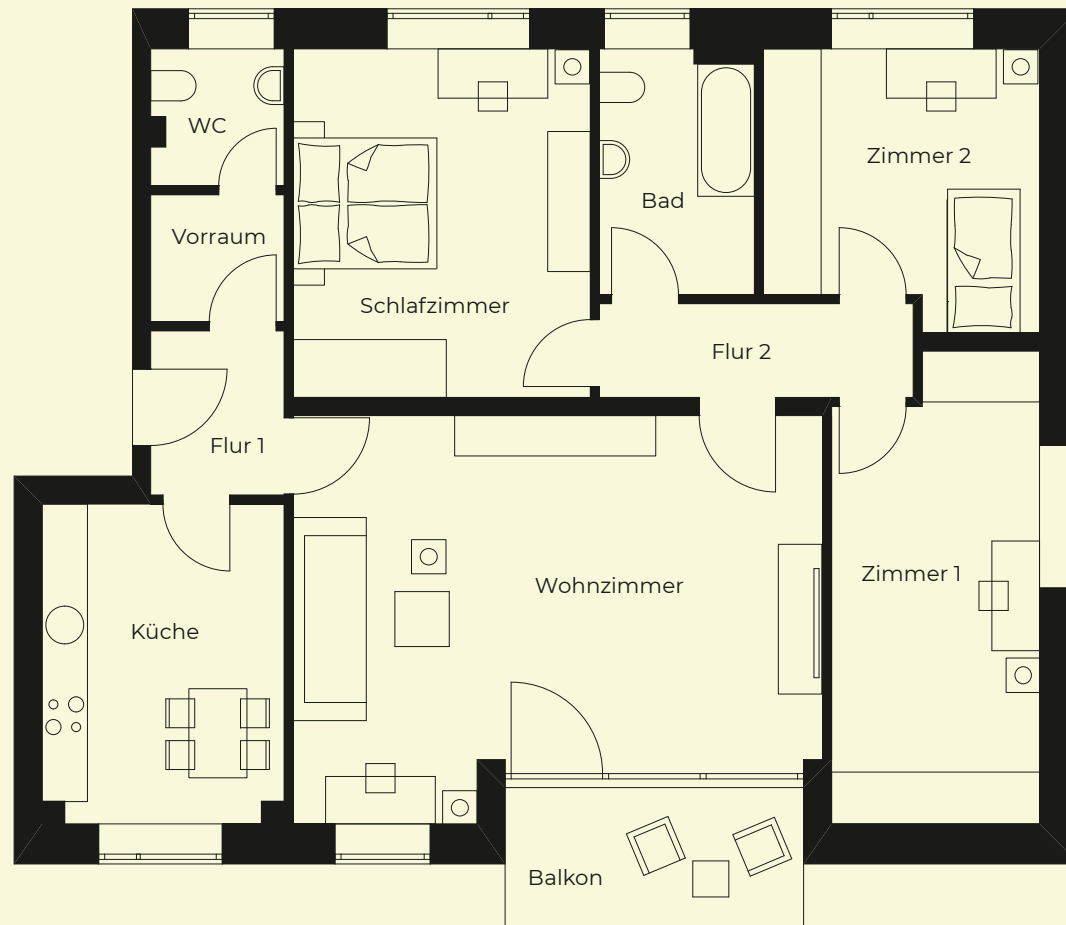 WC
Zimmer 2
Bad
Vorraum
Schlafzimmer
Flur 2
Flur 1
Zimmer 1
Wohnzimmer
Küche
Balkon